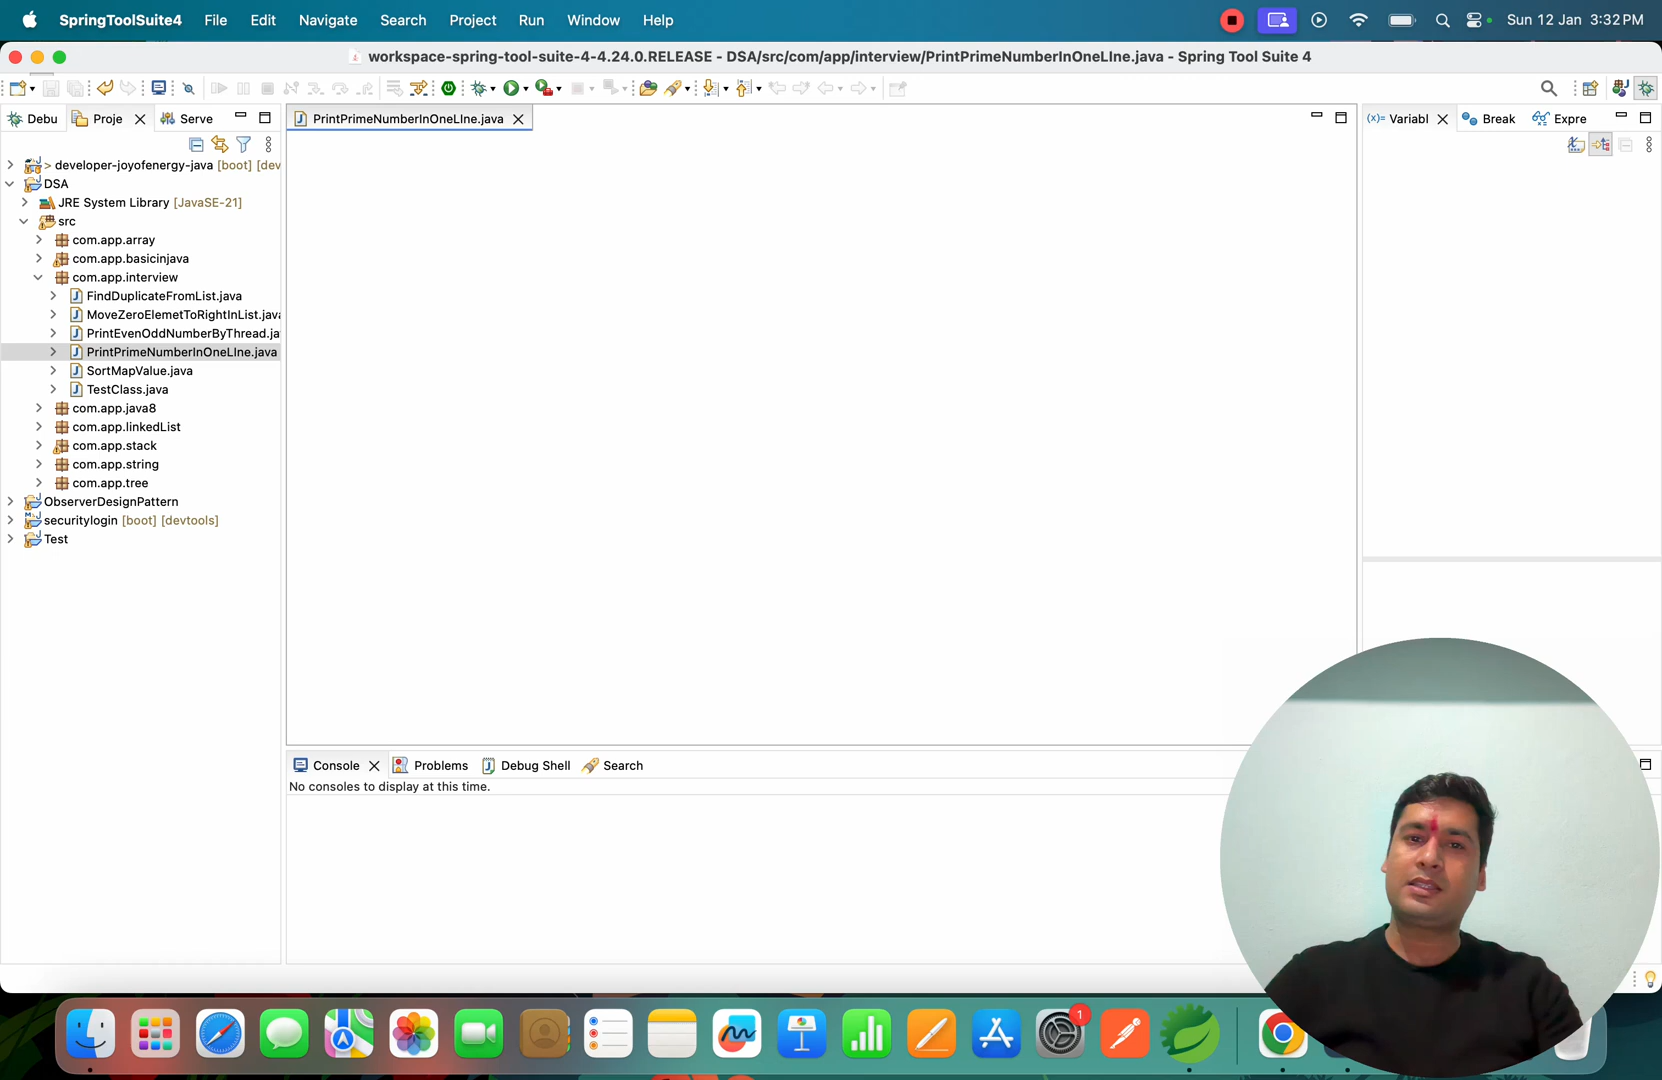 SpringToolSuite4 File Edit Navigate Search Project Run Window Help Sun 12 Jan 3:32 PM
workspace-spring-tool-suite-4-4.24.0.RELEASE - DSA/src/com/app/interview/PrintPrimeNumberInOneLIne.java - Spring Tool Suite 4
Debu Proje Serve
PrintPrimeNumberInOneLIne.java
(x)= Variabl Break Expre
> developer-joyofenergy-java [boot] [dev
DSA
JRE System Library [JavaSE-21]
src
com.app.array
com.app.basicinjava
com.app.interview
FindDuplicateFromList.java
MoveZeroElemetToRightInList.java
PrintEvenOddNumberByThread.ja
PrintPrimeNumberInOneLIne.java
SortMapValue.java
TestClass.java
com.app.java8
com.app.linkedList
com.app.stack
com.app.string
com.app.tree
ObserverDesignPattern
securitylogin [boot] [devtools]
Test
Console Problems Debug Shell Search
No consoles to display at this time.
1